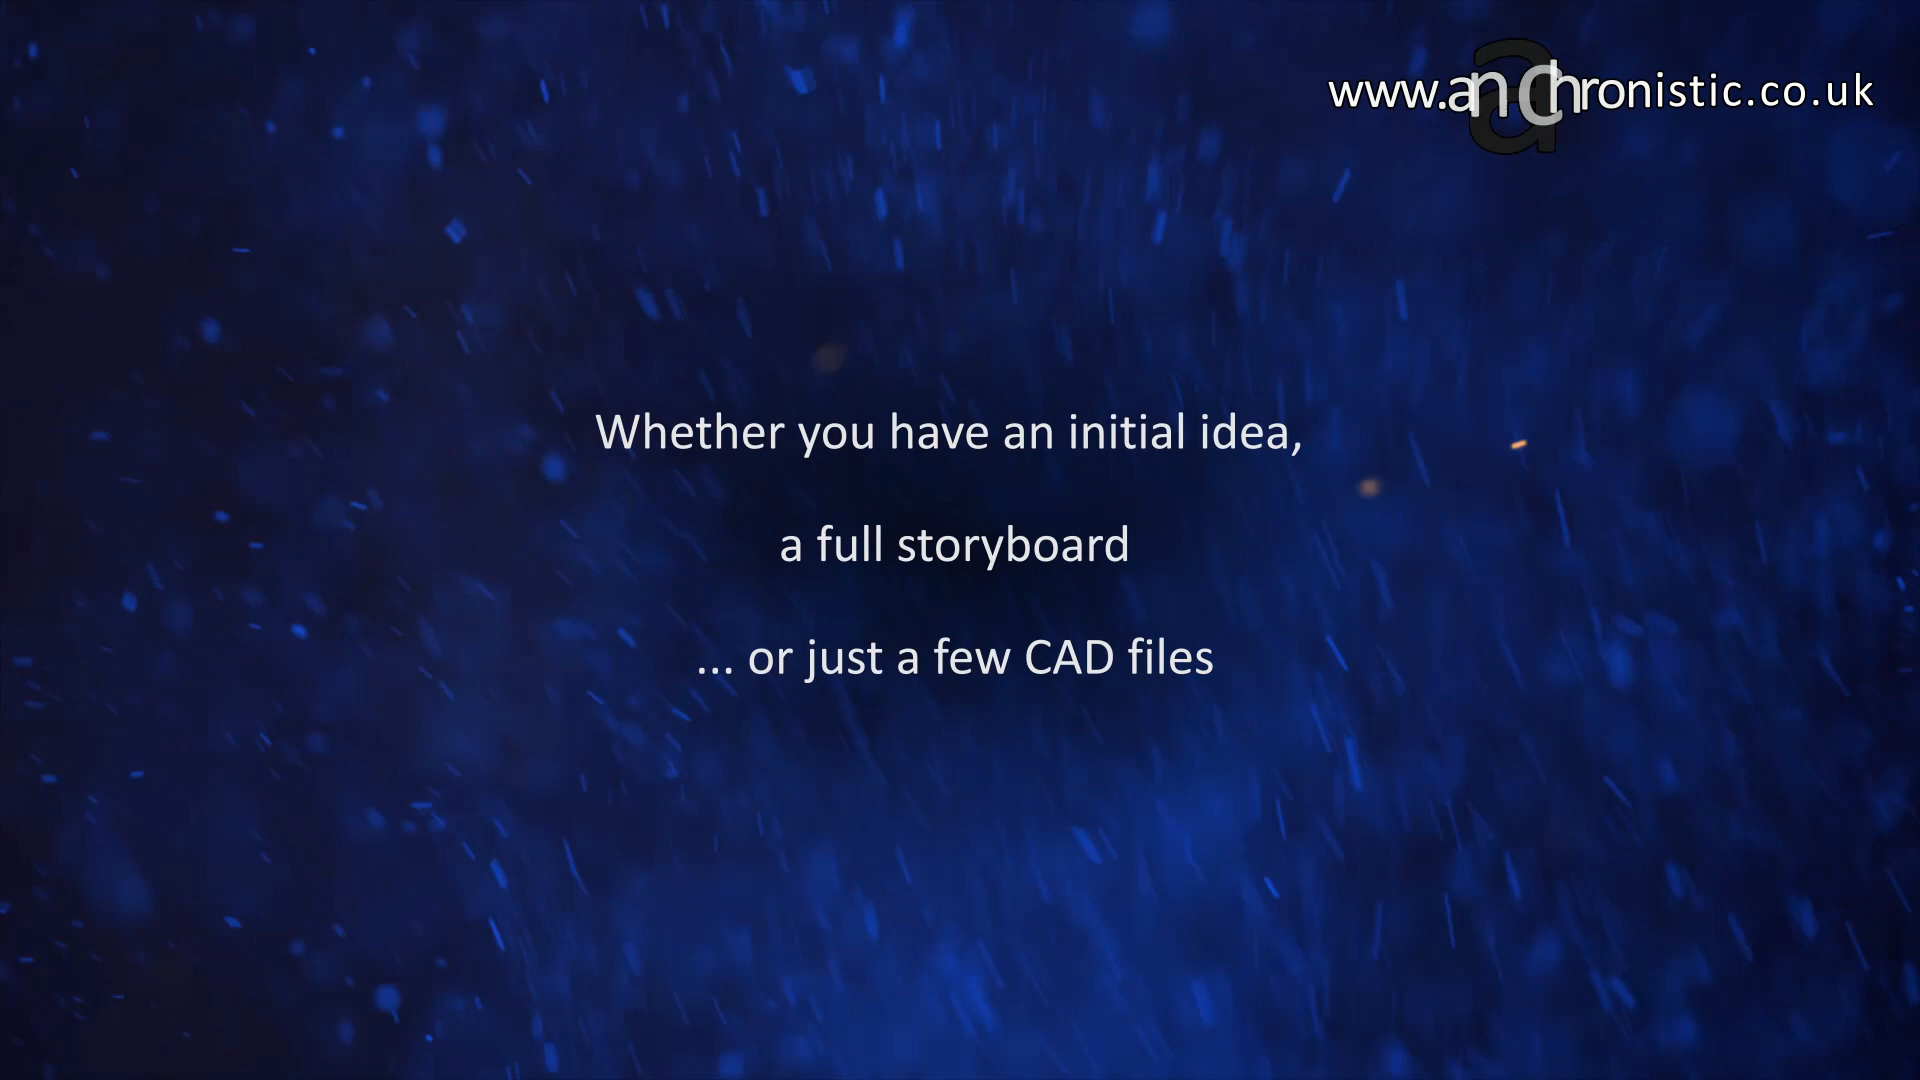 www.anachronistic.co.uk
Whether you have an initial idea,
a full storyboard
... or just a few CAD files